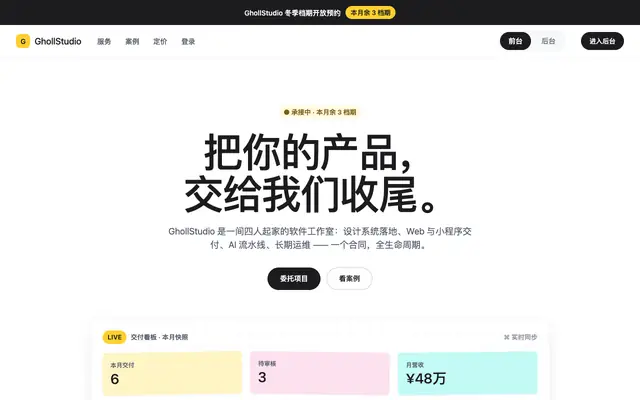 GhollStudio 冬季档期开放预约 本月余 3 档期
G GhollStudio 服务 案例 定价 登录 前台 后台 进入后台
承接中 · 本月余 3 档期
把你的产品，
交给我们收尾。
GhollStudio 是一间四人起家的软件工作室：设计系统落地、Web 与小程序交
付、AI 流水线、长期运维 —— 一个合同，全生命周期。
委托项目 看案例
LIVE 交付看板 · 本月快照 ⌘ 实时同步
本月交付 待审核 月营收
6 3 ¥48万